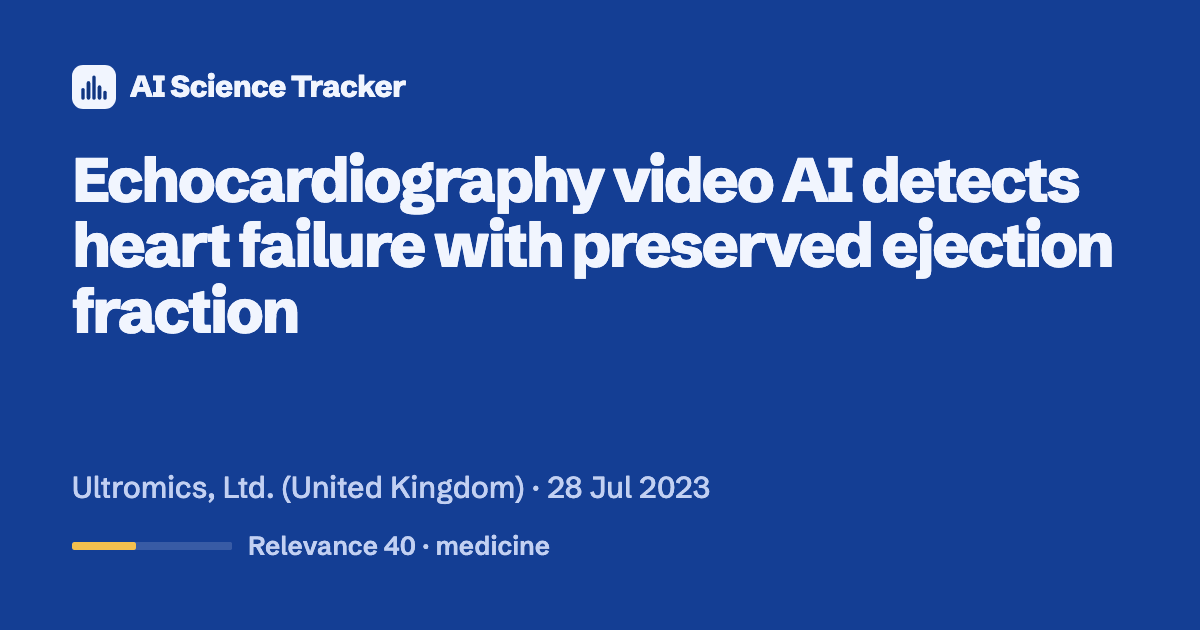 AI Science Tracker
Echocardiography video AI detects
heart failure with preserved ejection
fraction
Ultromics, Ltd. (United Kingdom) · 28 Jul 2023
Relevance 40 · medicine